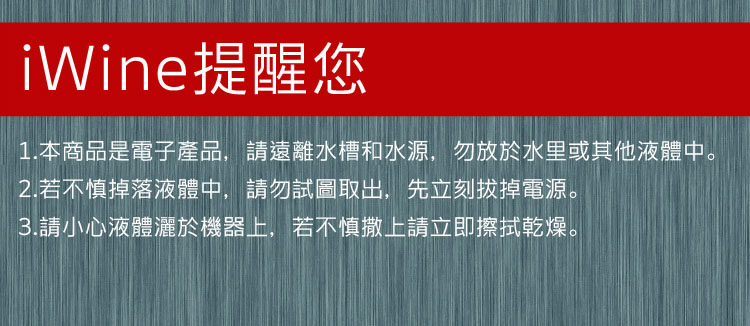 iWine提醒您
1.本商品是電子產品，請遠離水槽和水源，勿放於水里或其他液體中。
2.若不慎掉落液體中，請勿試圖取出，先立刻拔掉電源。
3.請小心液體灑於機器上，若不慎撒上請立即擦拭乾燥。